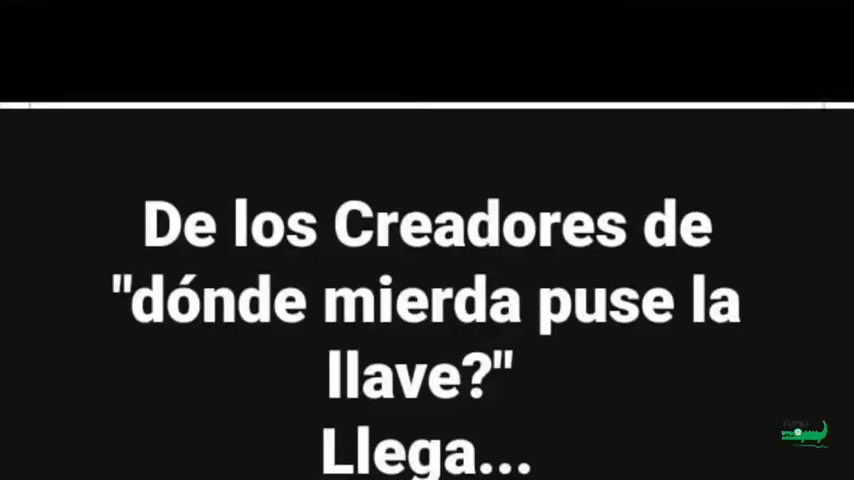 De los Creadores de
"dónde mierda puse la
llave?"
Llega...